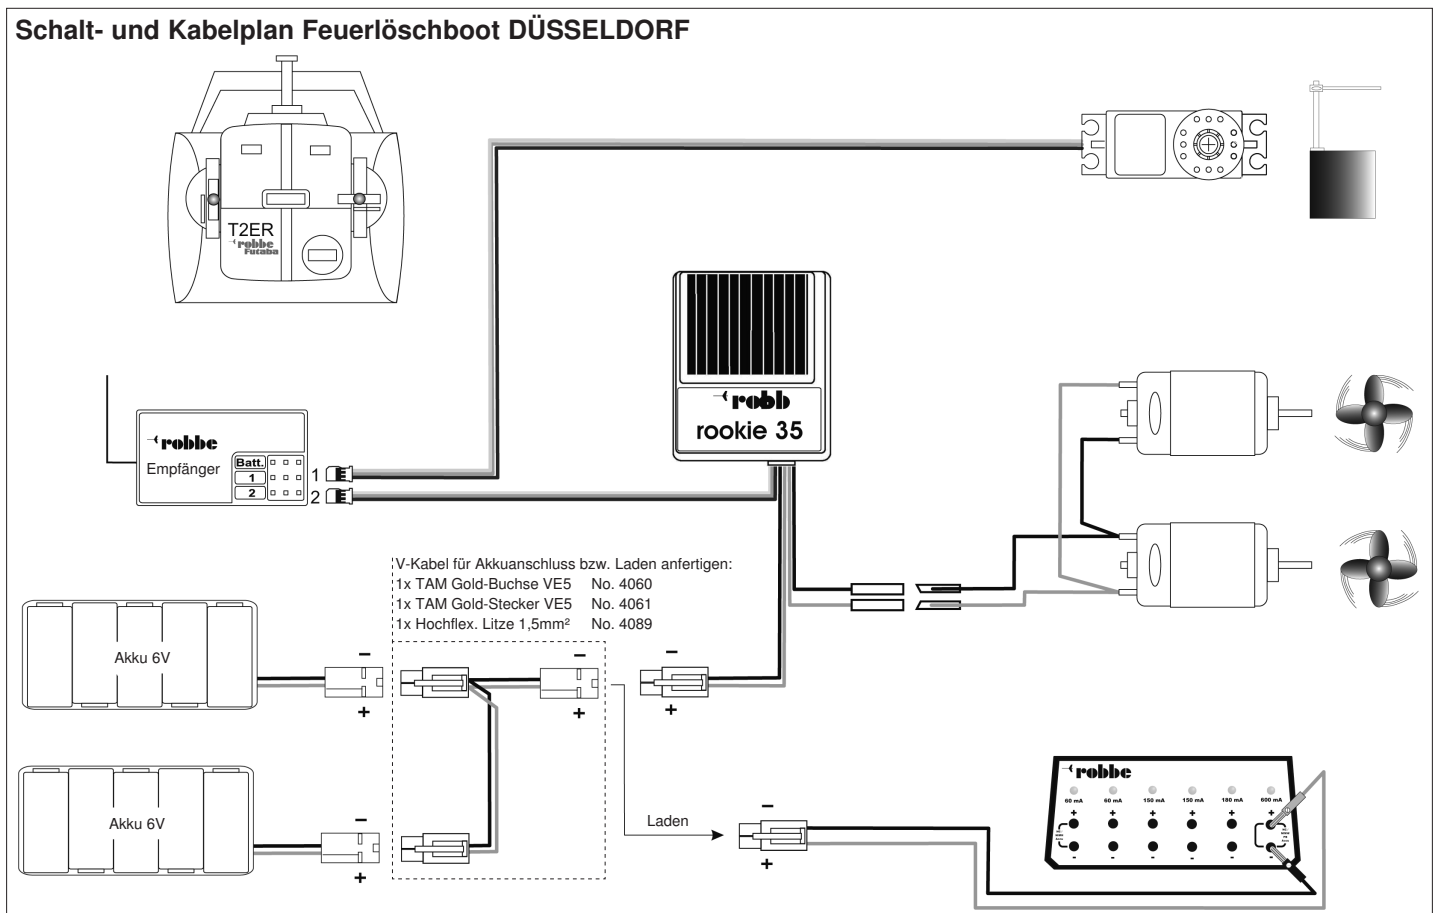 Schalt- und Kabelplan Feuerlöschboot DÜSSELDORF
T2ER
robbe
Futaba
robb
rookie 35
robbe
Empfänger
Batt.
1
2
1
2
V-Kabel für Akkuanschluss bzw. Laden anfertigen:
1x TAM Gold-Buchse VE5 No. 4060
1x TAM Gold-Stecker VE5 No. 4061
1x Hochflex. Litze 1,5mm² No. 4089
Akku 6V
–
+
–
+
–
+
Akku 6V
–
+
Laden
–
+
robbe
60 mA 60 mA 150 mA 150 mA 180 mA 600 mA
+ + + + + +
- - - - - -